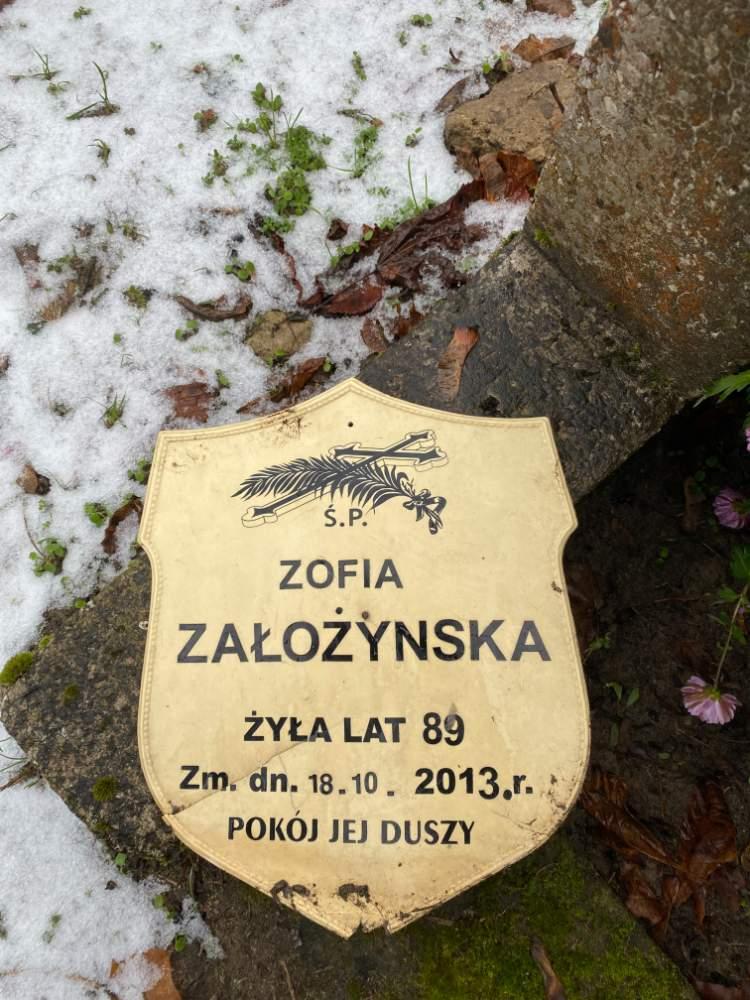 Ś.P.
ZOFIA
ZAŁOŻYNSKA
ŻYŁA LAT 89
Zm. dn. 18.10. 2013.r.
POKÓJ JEJ DUSZY